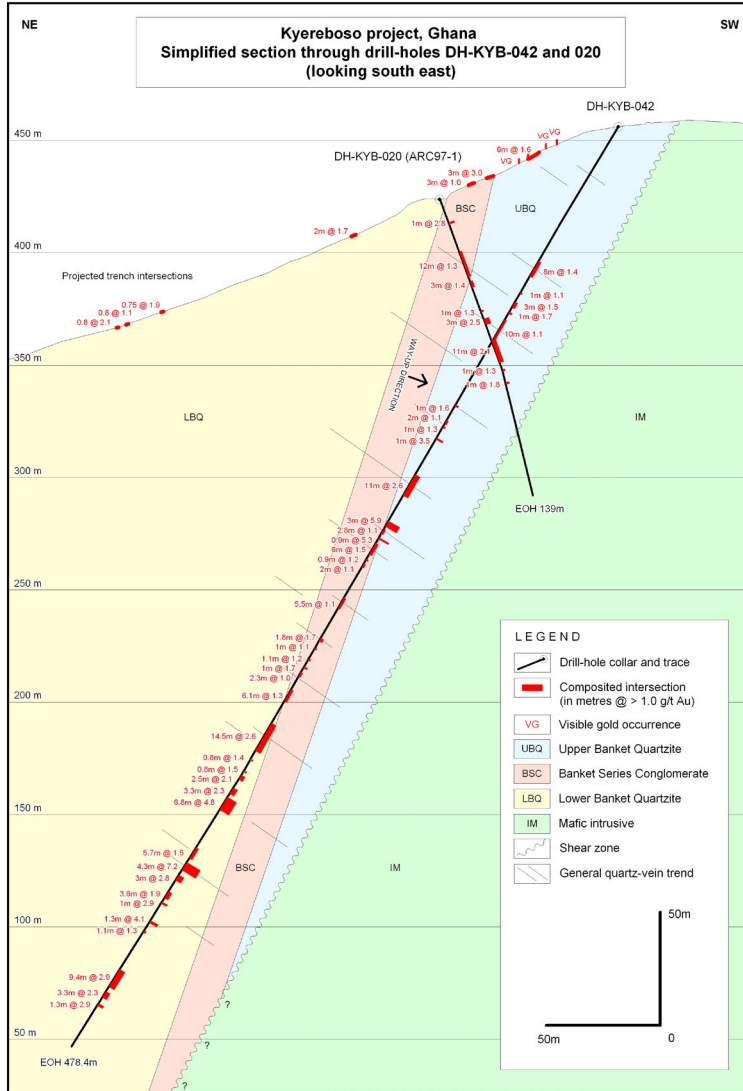 NE
SW
Kyereboso project, Ghana
Simplified section through drill-holes DH-KYB-042 and 020
(looking south east)
DH-KYB-042
450 m
VG
VG
6m @ 1.6
VG
DH-KYB-020 (ARC97-1)
3m @ 3.0
3m @ 1.0
BSC
UBQ
1m @ 2.8
2m @ 1.7
400 m
12m @ 1.3
8m @ 1.4
Projected trench intersections
3m @ 1.4
1m @ 1.1
0.75m @ 1.9
3m @ 1.5
0.8 @ 1.1
1m @ 1.3
1m @ 1.7
0.8 @ 2.1
3m @ 2.5
10m @ 1.1
350 m
11m @ 2.1
WAY-UP DIRECTION
1m @ 1.3
1m @ 1.8
1m @ 1.6
2m @ 1.1
LBQ
IM
1m @ 1.3
1m @ 3.5
300 m
11m @ 2.6
EOH 139m
3m @ 5.9
2.8m @ 1.1
0.9m @ 5.3
6m @ 1.5
0.9m @ 1.2
2m @ 1.1
250 m
5.5m @ 1.1
1.8m @ 1.7
1m @ 1.1
1.1m @ 1.2
1m @ 1.7
2.3m @ 1.0
6.1m @ 1.3
200 m
14.5m @ 2.6
0.8m @ 1.4
0.8m @ 1.5
2.5m @ 2.1
3.3m @ 2.3
6.8m @ 4.8
150 m
5.7m @ 1.5
4.3m @ 7.2
3m @ 2.8
BSC
IM
3.6m @ 1.9
1m @ 2.9
1.3m @ 4.1
1.1m @ 1.3
100 m
9.4m @ 2.9
3.3m @ 2.3
1.3m @ 2.9
?
50 m
?
EOH 478.4m
?
LEGEND
Drill-hole collar and trace
Composited intersection
(in metres @ > 1.0 g/t Au)
VG Visible gold occurrence
UBQ Upper Banket Quartzite
BSC Banket Series Conglomerate
LBQ Lower Banket Quartzite
IM Mafic intrusive
Shear zone
General quartz-vein trend
50m
50m
0